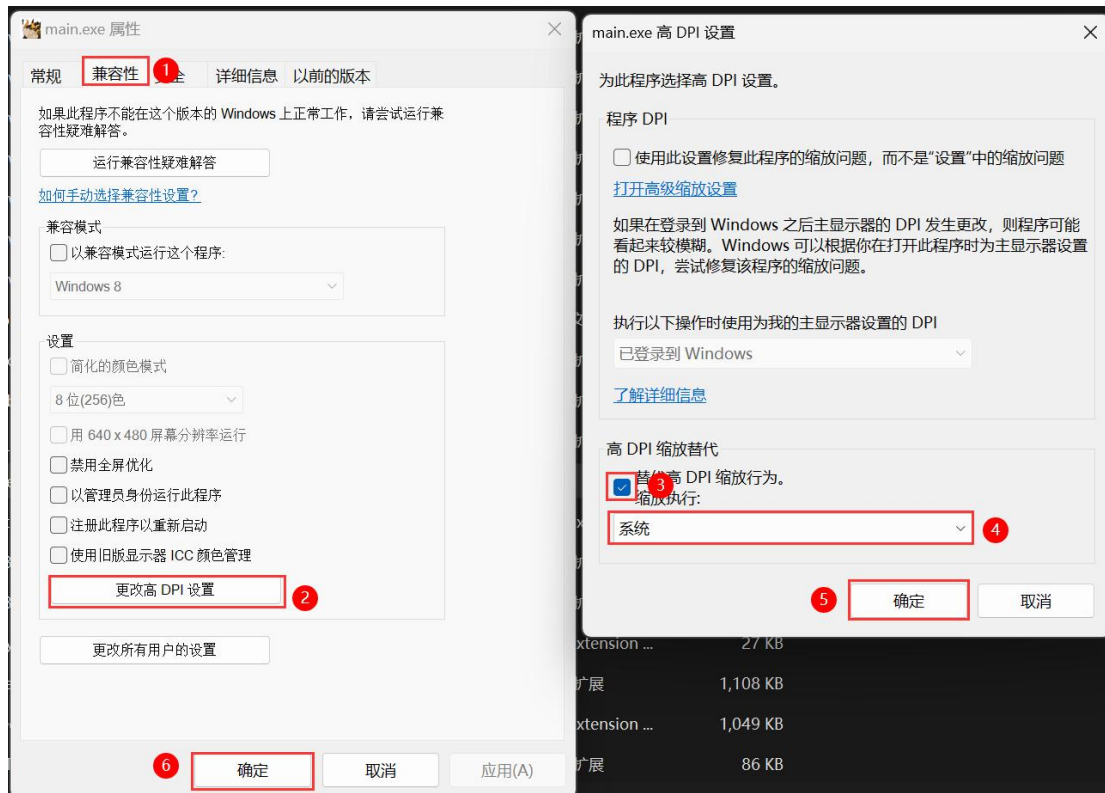 main.exe 属性
常规 兼容性 1 全 详细信息 以前的版本
如果此程序不能在这个版本的 Windows 上正常工作，请尝试运行兼
容性疑难解答。
运行兼容性疑难解答
如何手动选择兼容性设置?
兼容模式
以兼容模式运行这个程序:
Windows 8
设置
简化的颜色模式
8 位(256)色
用 640 x 480 屏幕分辨率运行
禁用全屏优化
以管理员身份运行此程序
注册此程序以重新启动
使用旧版显示器 ICC 颜色管理
更改高 DPI 设置 2
更改所有用户的设置
6 确定 取消 应用(A)
main.exe 高 DPI 设置
为此程序选择高 DPI 设置。
程序 DPI
使用此设置修复此程序的缩放问题，而不是“设置”中的缩放问题
打开高级缩放设置
如果在登录到 Windows 之后主显示器的 DPI 发生更改，则程序可能
看起来较模糊。Windows 可以根据你在打开此程序时为主显示器设置
的 DPI，尝试修复该程序的缩放问题。
执行以下操作时使用为我的主显示器设置的 DPI
已登录到 Windows
了解详细信息
高 DPI 缩放替代
替代高 DPI 缩放行为。
3
缩放执行:
系统 4
5 确定 取消
xtension ... 27 KB
扩展 1,108 KB
xtension ... 1,049 KB
扩展 86 KB